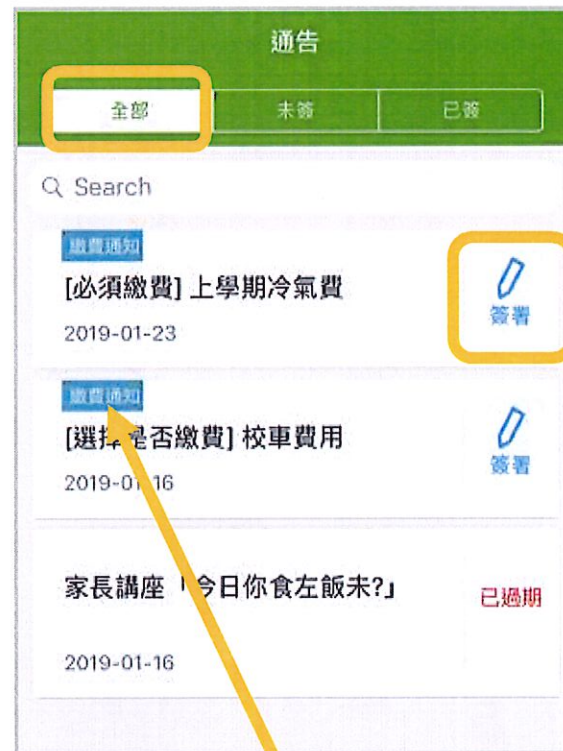 通告
全部
未簽
已簽
Search
繳費通知
[必須繳費] 上學期冷氣費
2019-01-23
簽署
繳費通知
[選擇是否繳費] 校車費用
2019-01-16
簽署
家長講座「今日你食左飯未?」
已過期
2019-01-16